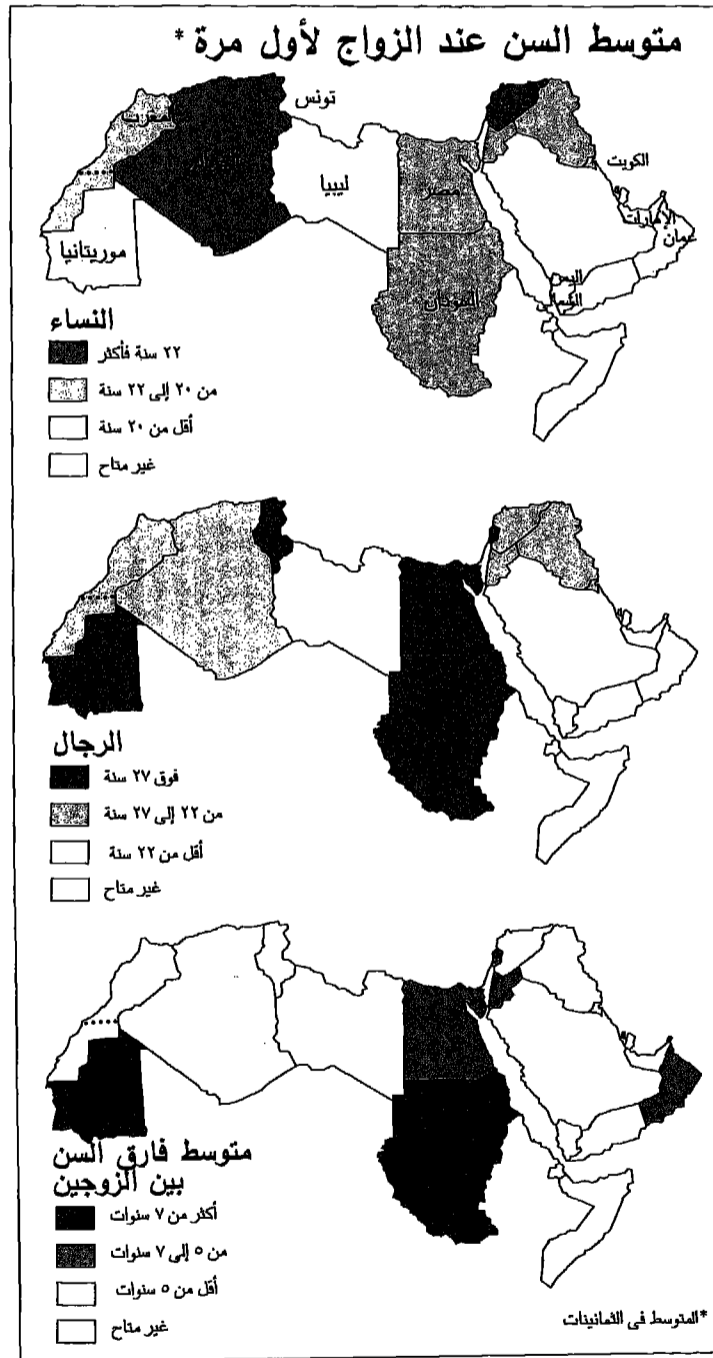 متوسط السن عند الزواج لأول مرة *
تونس
مغرب
الكويت
ليبيا
مصر
الإمارات
عمان
موريتانيا
السودان
اليمن
الشمالى
النساء
٢٢ سنة فأكثر
من ٢٠ إلى ٢٢ سنة
أقل من ٢٠ سنة
غير متاح
الرجال
فوق ٢٧ سنة
من ٢٢ إلى ٢٧ سنة
أقل من ٢٢ سنة
غير متاح
متوسط فارق السن
بين الزوجين
أكثر من ٧ سنوات
من ٥ إلى ٧ سنوات
أقل من ٥ سنوات
غير متاح
*المتوسط فى الثمانينات